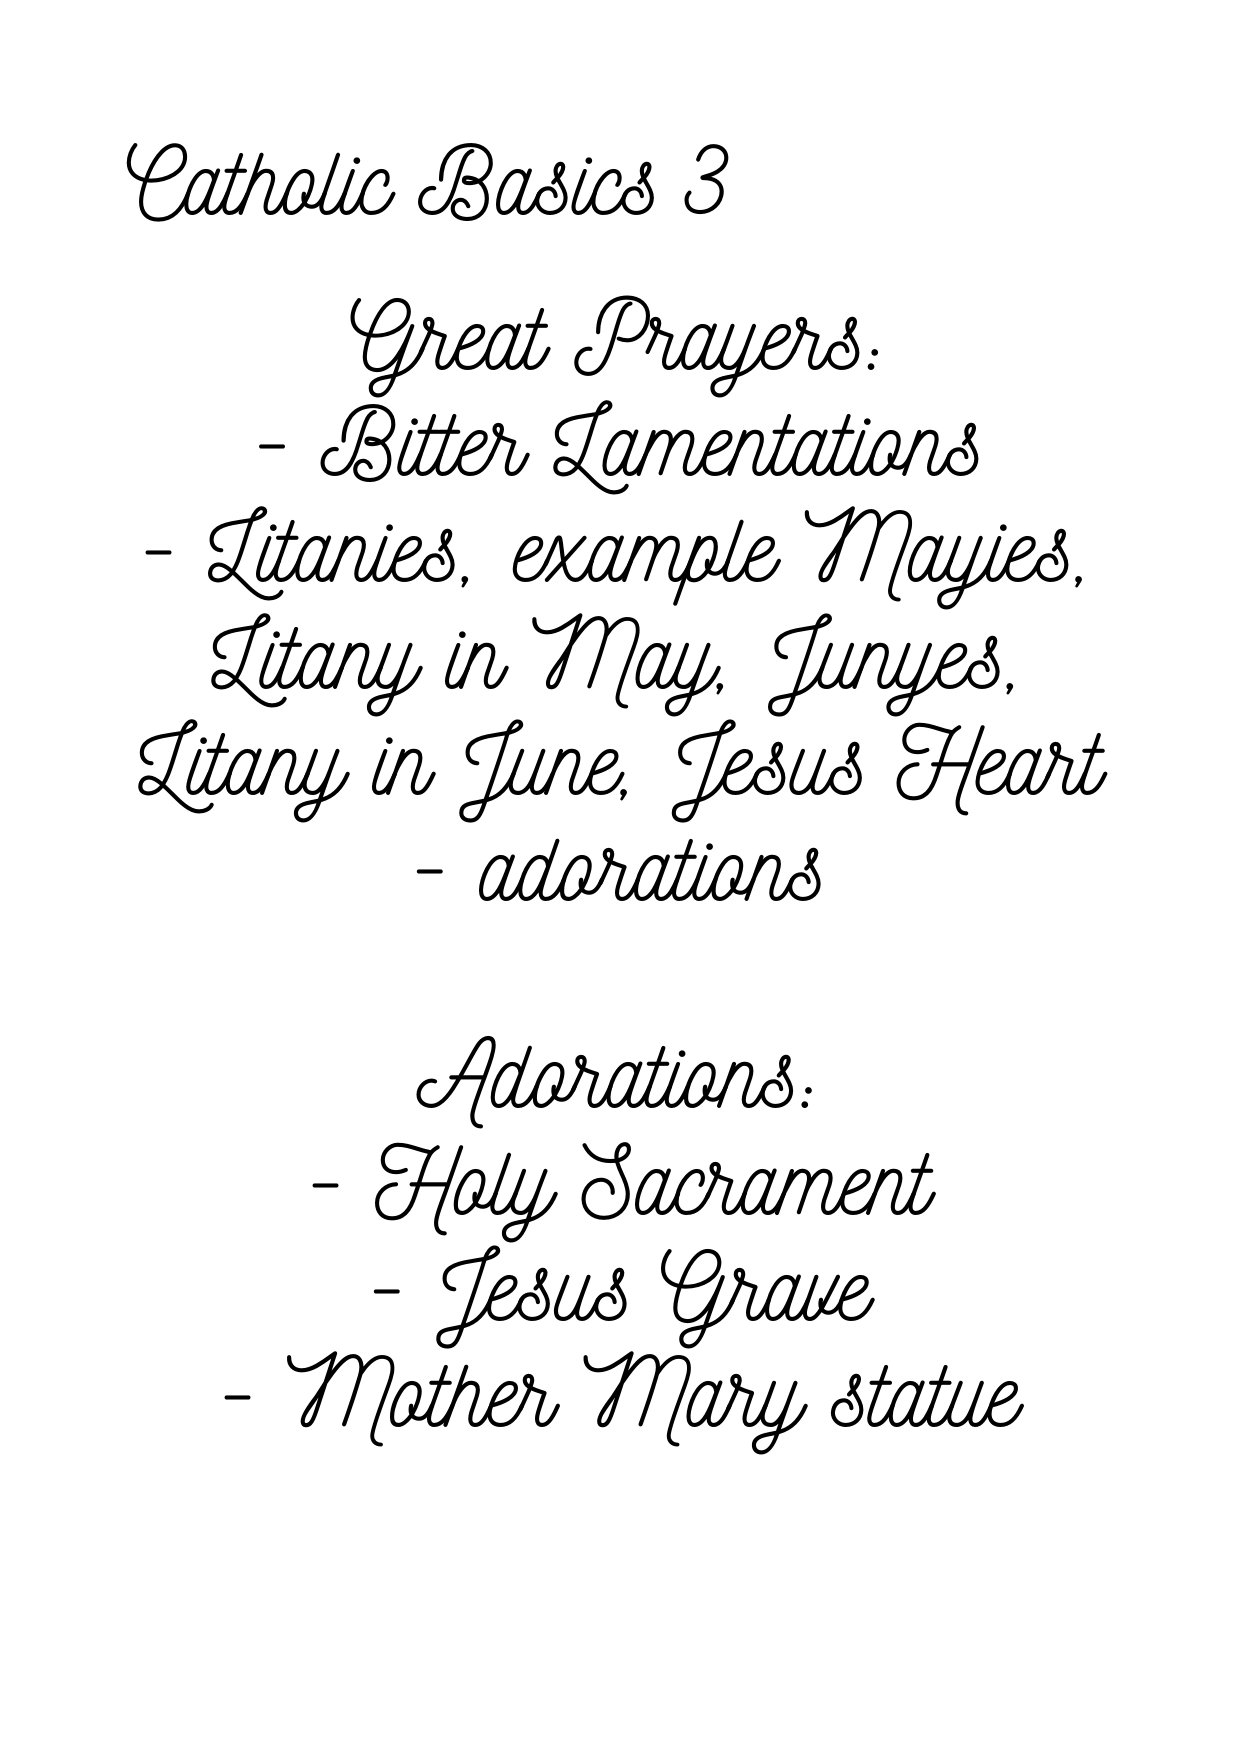 Catholic Basics 3
Great Prayers:
- Bitter Lamentations
- Litanies, example Mayies,
Litany in May, Junyes,
Litany in June, Jesus Heart
- adorations
Adorations:
- Holy Sacrament
- Jesus Grave
- Mother Mary statue